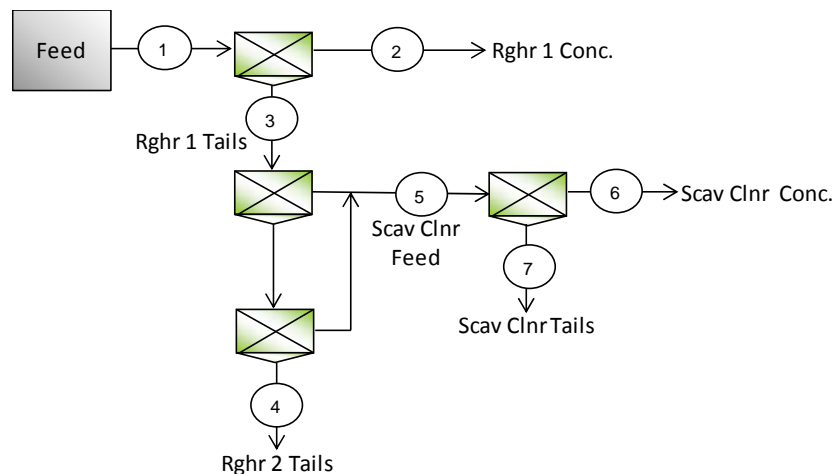 Feed
1
2
Rghr 1 Conc.
3
Rghr 1 Tails
5
6
Scav Clnr Conc.
Scav Clnr
Feed
7
Scav Clnr Tails
4
Rghr 2 Tails